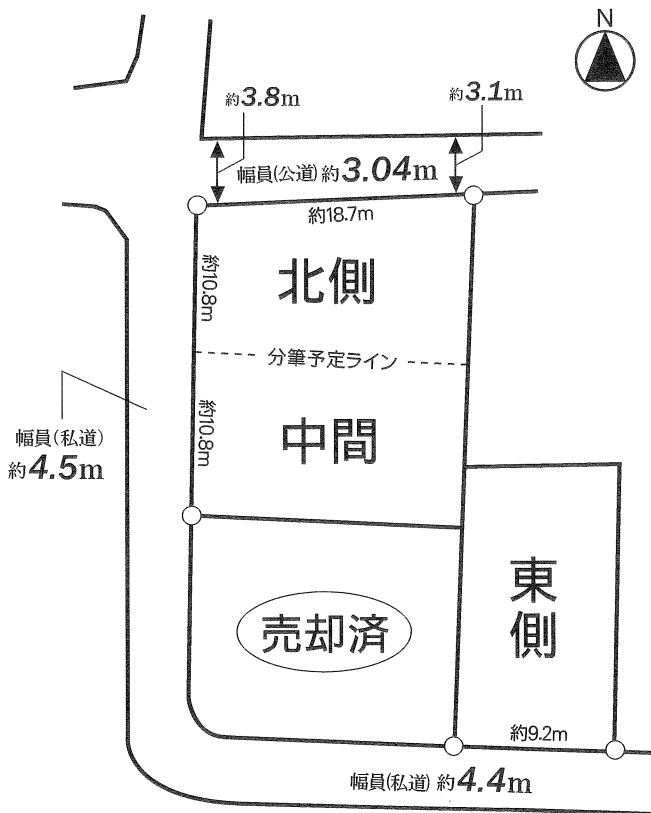 N
約3.8m
約3.1m
幅員(公道)約3.04m
約18.7m
約10.8m
北側
分筆予定ライン
約10.8m
中間
幅員(私道)
約4.5m
東側
売却済
約9.2m
幅員(私道)約4.4m